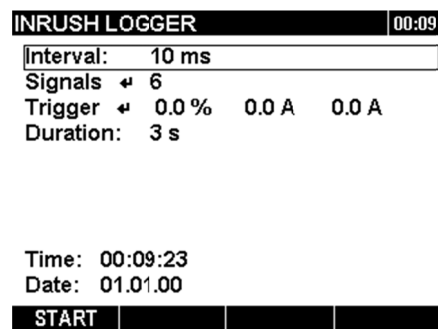 INRUSH LOGGER 00:09
Interval: 10 ms
Signals ↵ 6
Trigger ↵ 0.0 % 0.0 A 0.0 A
Duration: 3 s
Time: 00:09:23
Date: 01.01.00
START